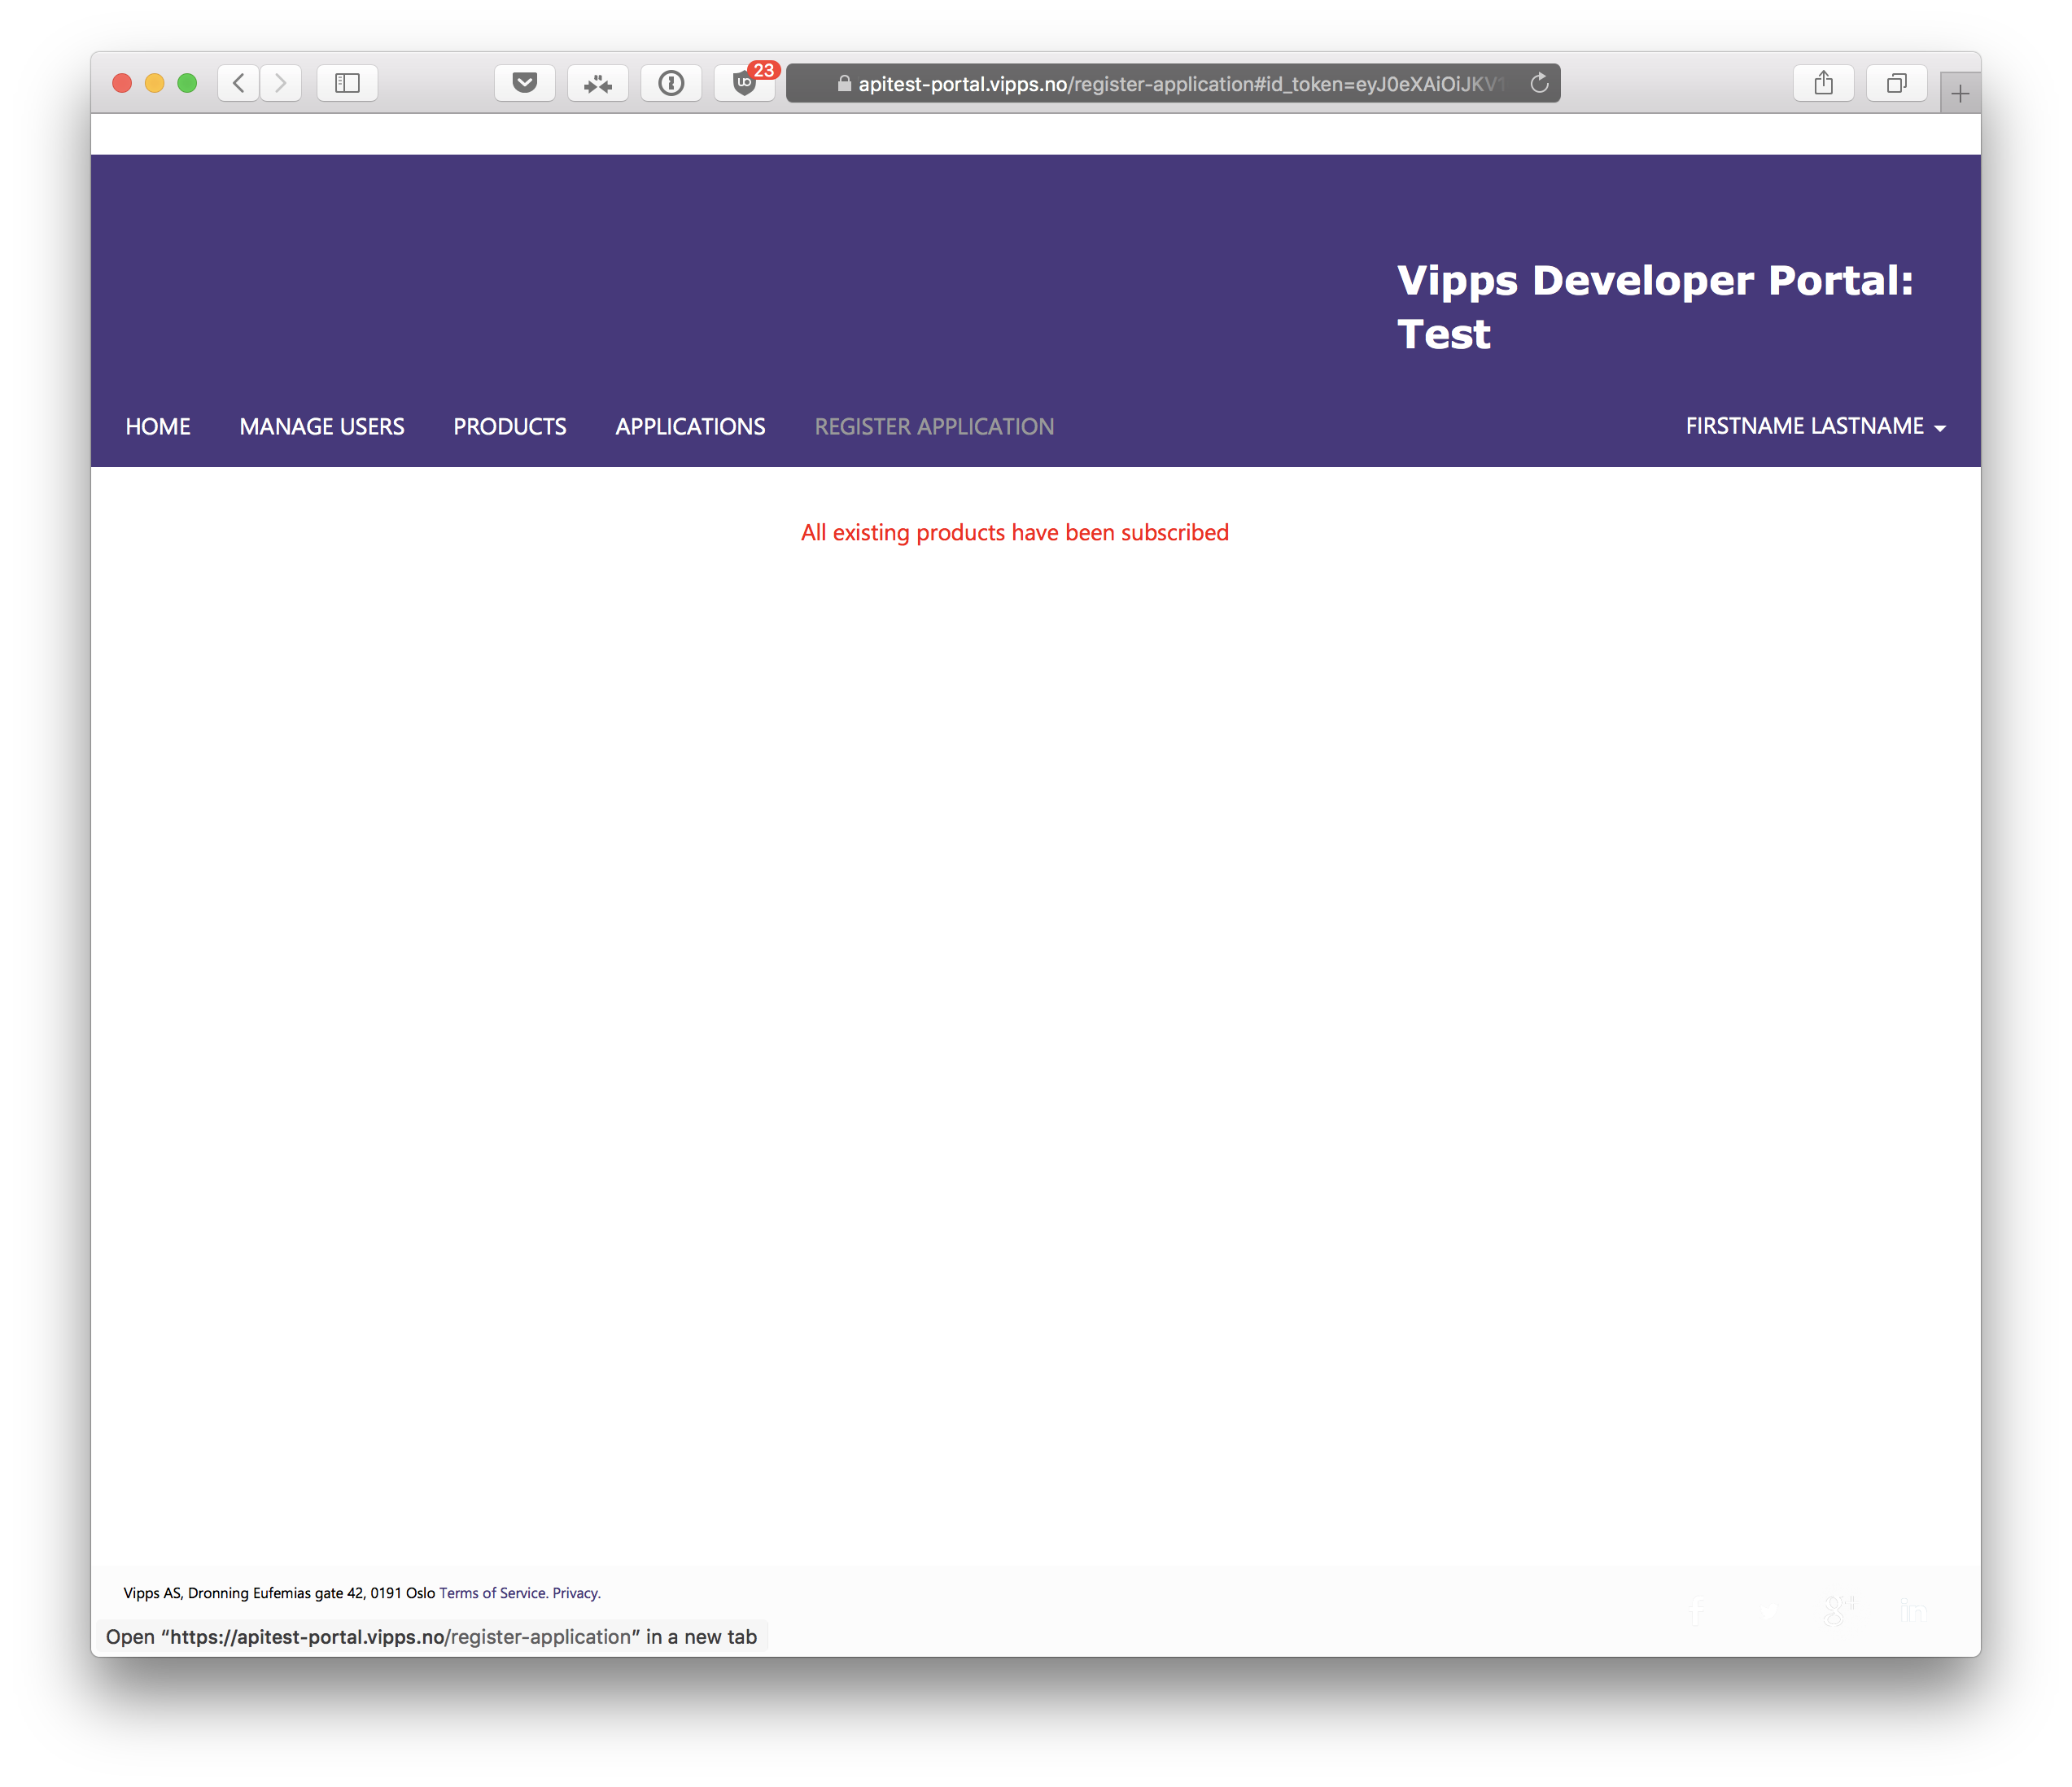 23
apitest-portal.vipps.no/register-application#id_token=eyJ0eXAiOiJKV1
Vipps Developer Portal:
Test
HOME MANAGE USERS PRODUCTS APPLICATIONS REGISTER APPLICATION FIRSTNAME LASTNAME
All existing products have been subscribed
Vipps AS, Dronning Eufemias gate 42, 0191 Oslo Terms of Service. Privacy.
Open “https://apitest-portal.vipps.no/register-application” in a new tab